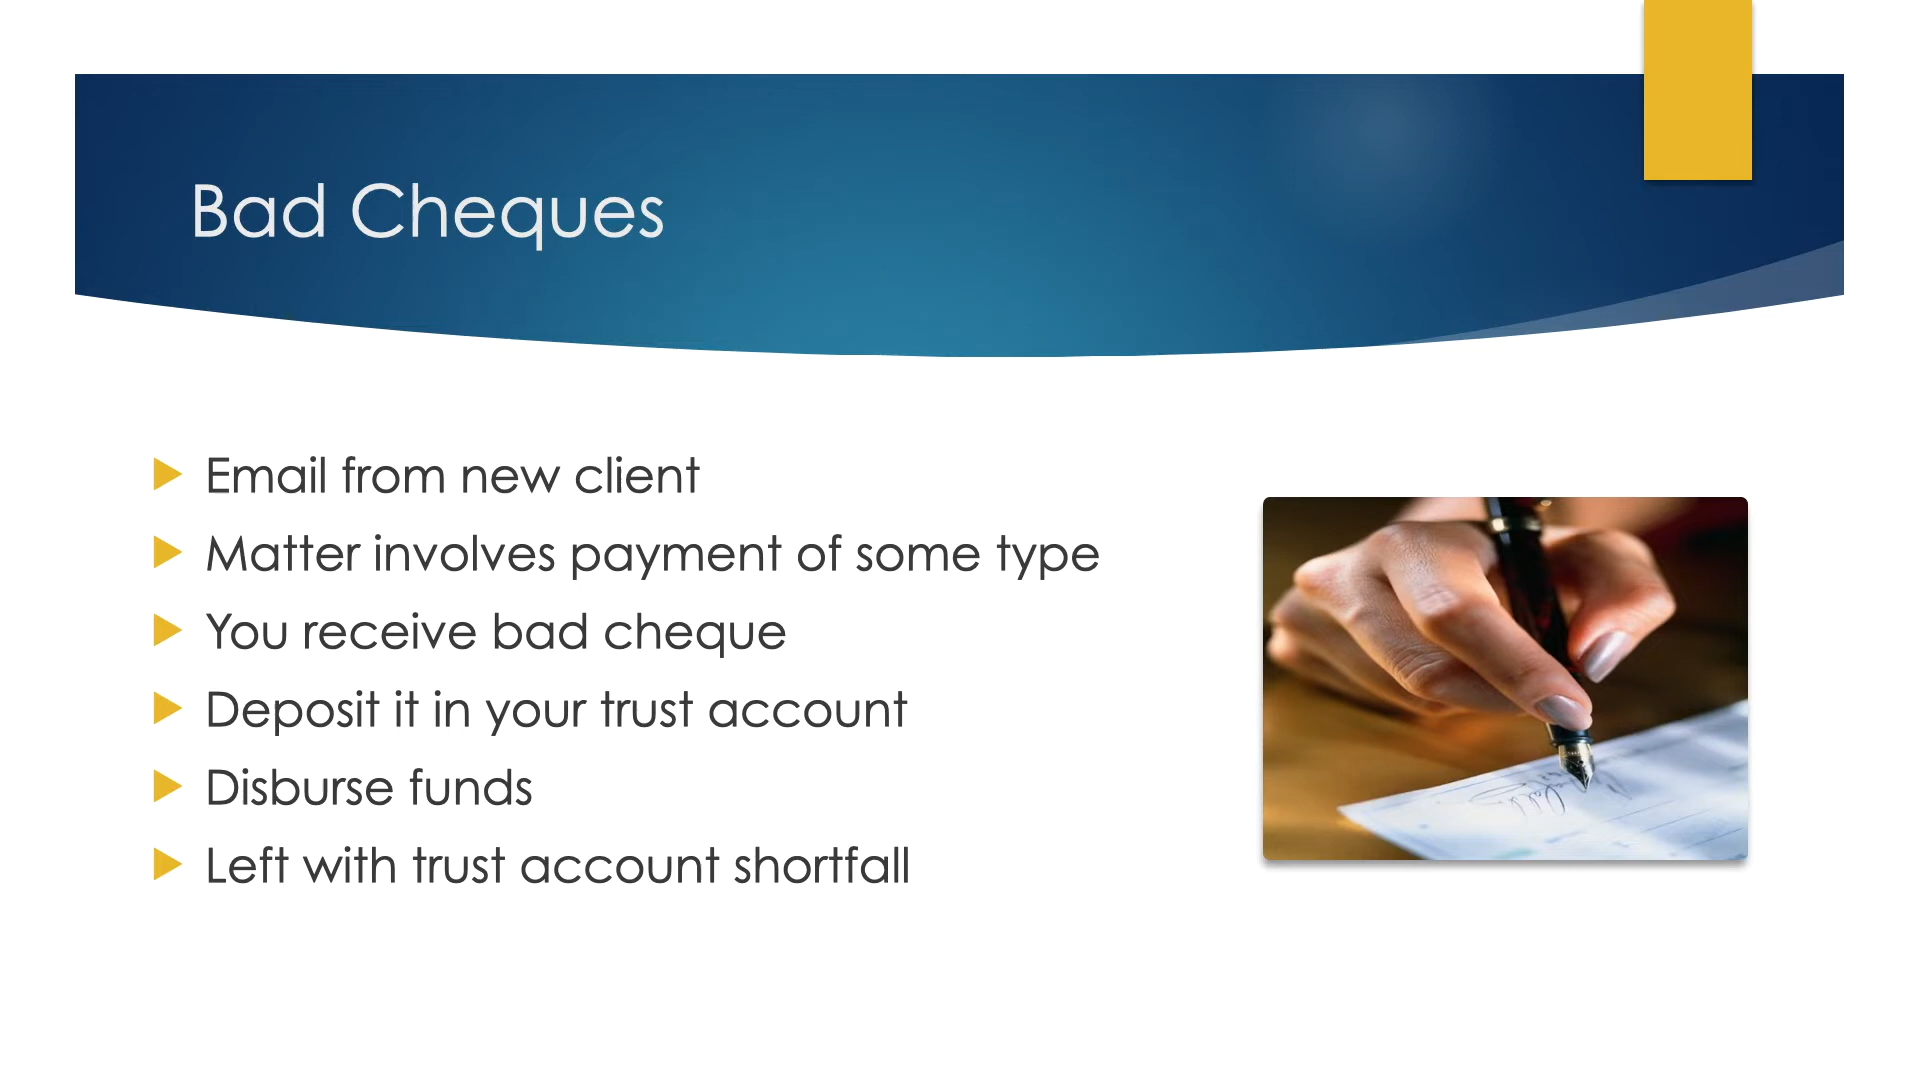 Bad Cheques
Email from new client
Matter involves payment of some type
You receive bad cheque
Deposit it in your trust account
Disburse funds
Left with trust account shortfall